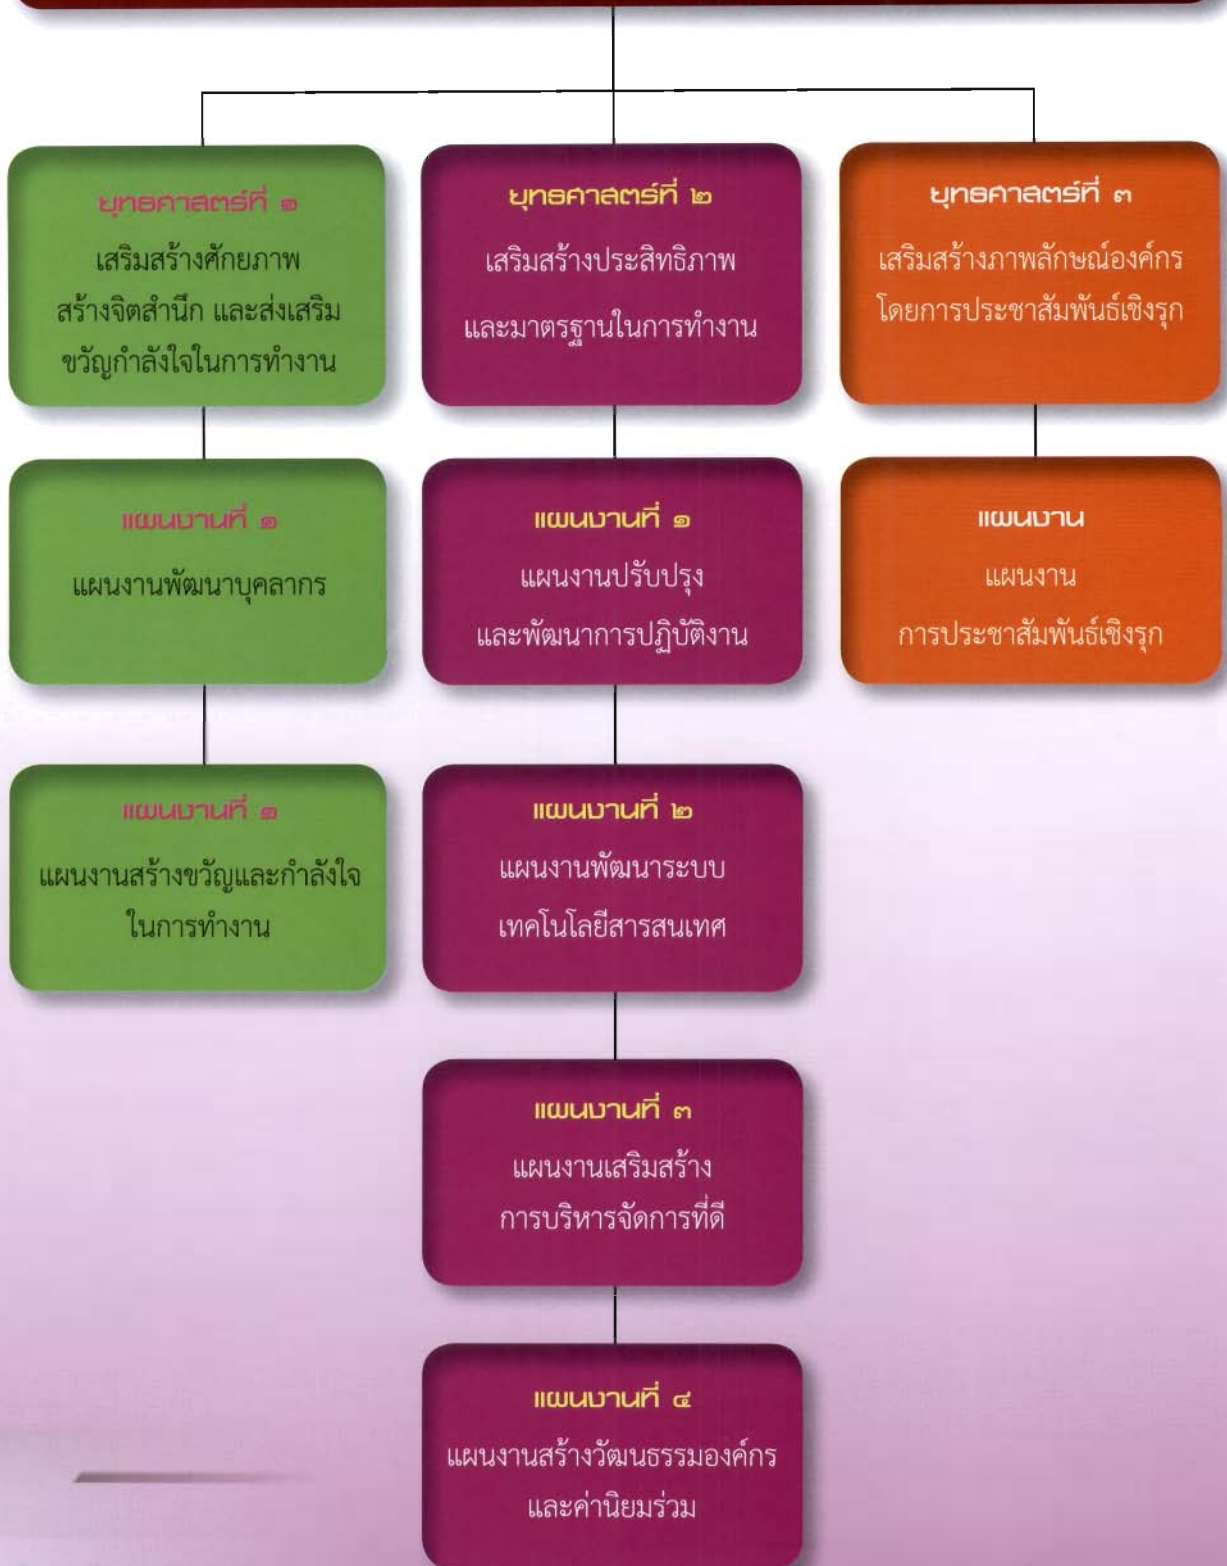 ยุทธศาสตร์ที่ ๑
เสริมสร้างศักยภาพ
สร้างจิตสำนึก และส่งเสริม
ขวัญกำลังใจในการทำงาน
แผนงานที่ ๑
แผนงานพัฒนาบุคลากร
แผนงานที่ ๑
แผนงานสร้างขวัญและกำลังใจ
ในการทำงาน
ยุทธศาสตร์ที่ ๒
เสริมสร้างประสิทธิภาพ
และมาตรฐานในการทำงาน
แผนงานที่ ๑
แผนงานปรับปรุง
และพัฒนาการปฏิบัติงาน
แผนงานที่ ๒
แผนงานพัฒนาระบบ
เทคโนโลยีสารสนเทศ
แผนงานที่ ๓
แผนงานเสริมสร้าง
การบริหารจัดการที่ดี
แผนงานที่ ๔
แผนงานสร้างวัฒนธรรมองค์กร
และค่านิยมร่วม
ยุทธศาสตร์ที่ ๓
เสริมสร้างภาพลักษณ์องค์กร
โดยการประชาสัมพันธ์เชิงรุก
แผนงาน
แผนงาน
การประชาสัมพันธ์เชิงรุก